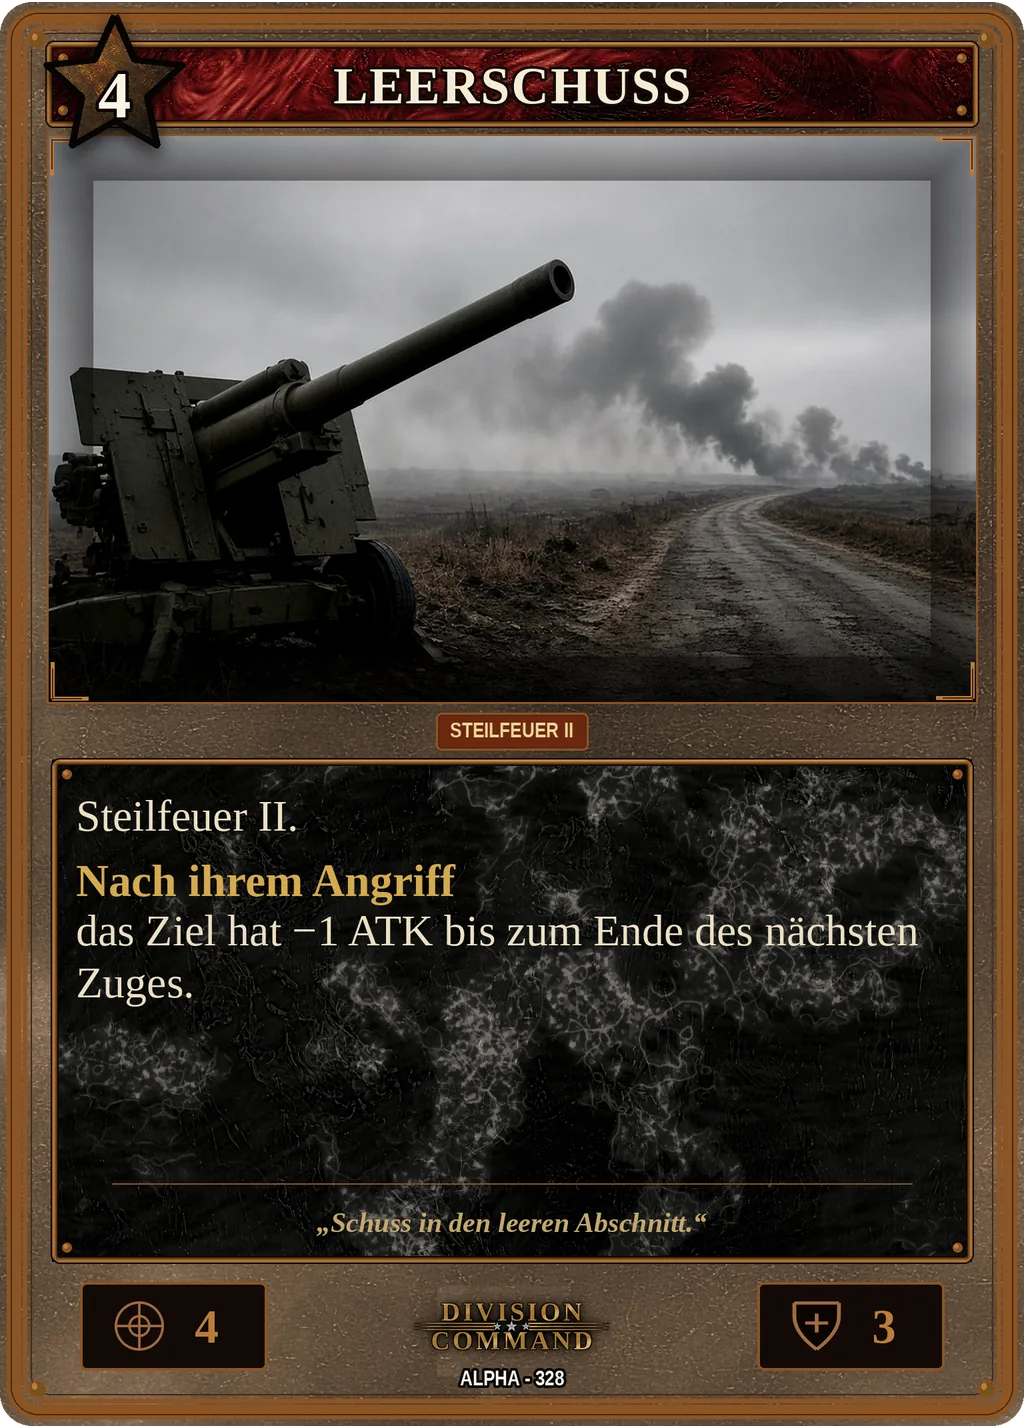 4
LEERSCHUSS
STEILFEUER II
Steilfeuer II.
Nach ihrem Angriff
das Ziel hat −1 ATK bis zum Ende des nächsten
Zuges.
„Schuss in den leeren Abschnitt.“
4
DIVISION
COMMAND
ALPHA - 328
3